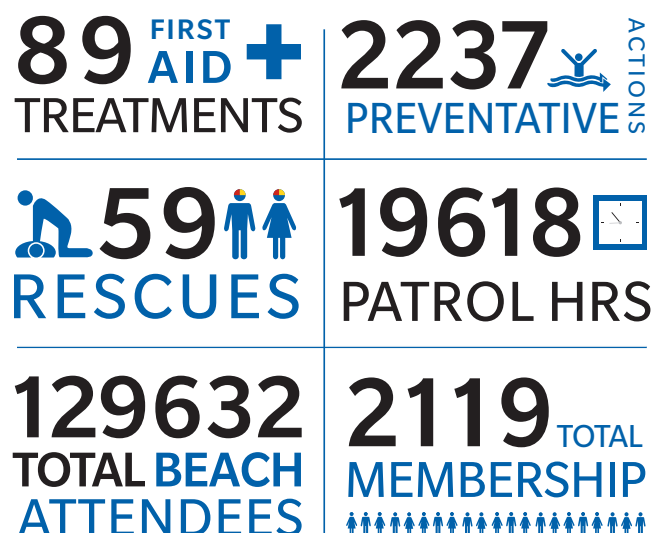 89 FIRST AID
TREATMENTS
2237 ACTIONS
PREVENTATIVE
59
RESCUES
19618
PATROL HRS
129632
TOTAL BEACH
ATTENDEES
2119 TOTAL
MEMBERSHIP